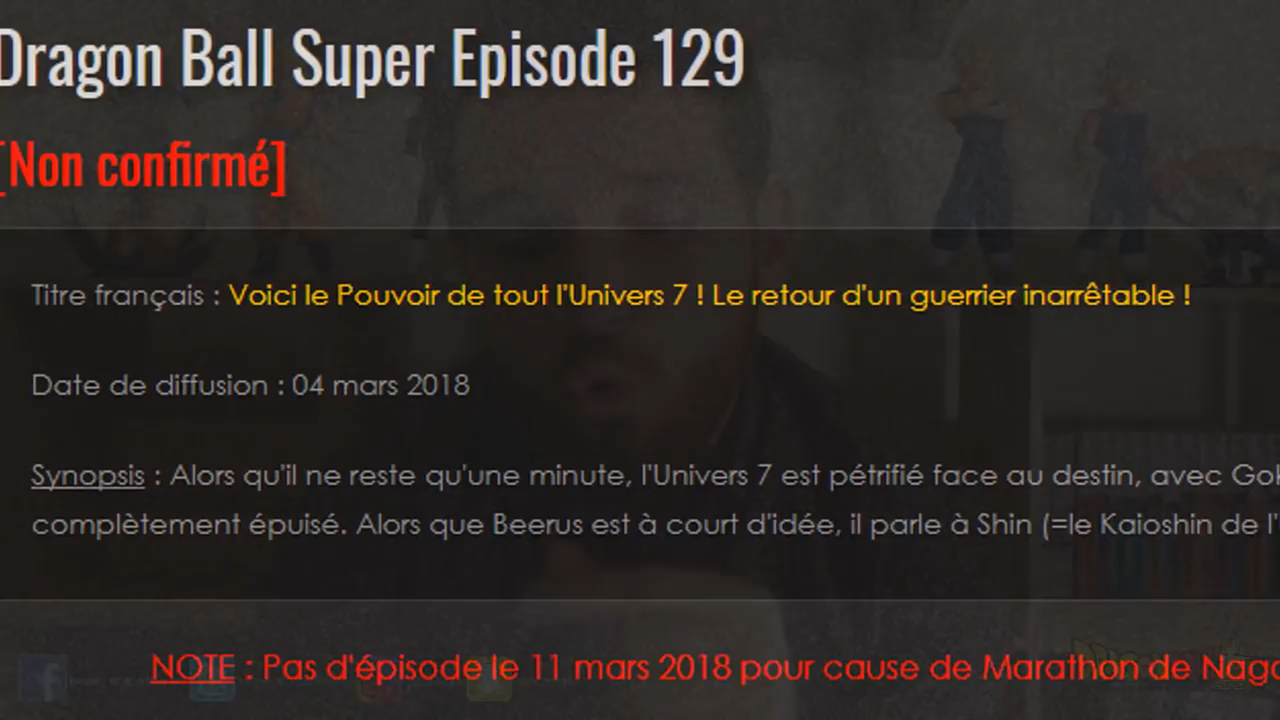 Dragon Ball Super Episode 129
[Non confirmé]
Titre français : Voici le Pouvoir de tout l'Univers 7 ! Le retour d'un guerrier inarrêtable !
Date de diffusion : 04 mars 2018
Synopsis : Alors qu'il ne reste qu'une minute, l'Univers 7 est pétrifié face au destin, avec
complètement épuisé. Alors que Beerus est à court d'idée, il parle à Shin (=le Kaioshin de l'
NOTE : Pas d'épisode le 11 mars 2018 pour cause de Marathon de